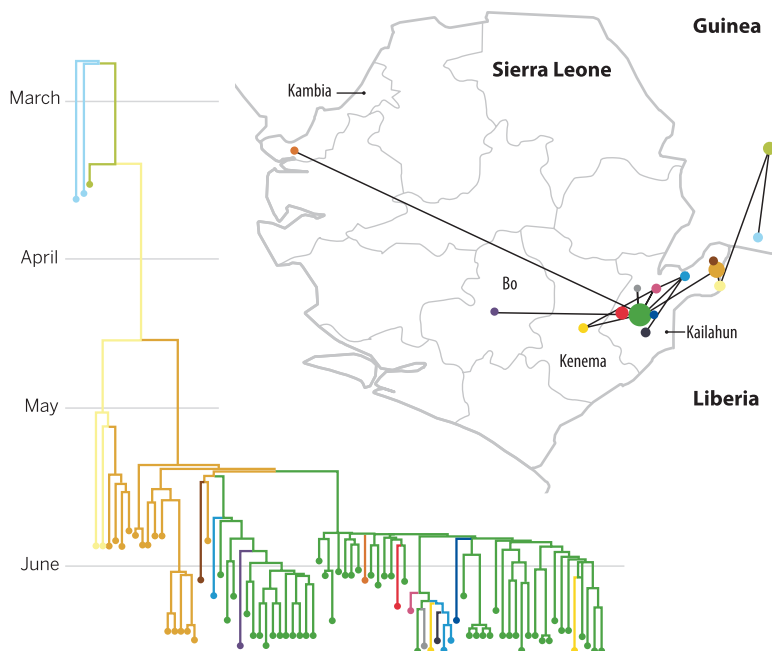 Guinea
Sierra Leone
Kambia
March
April
Bo
Kailahun
Kenema
Liberia
May
June